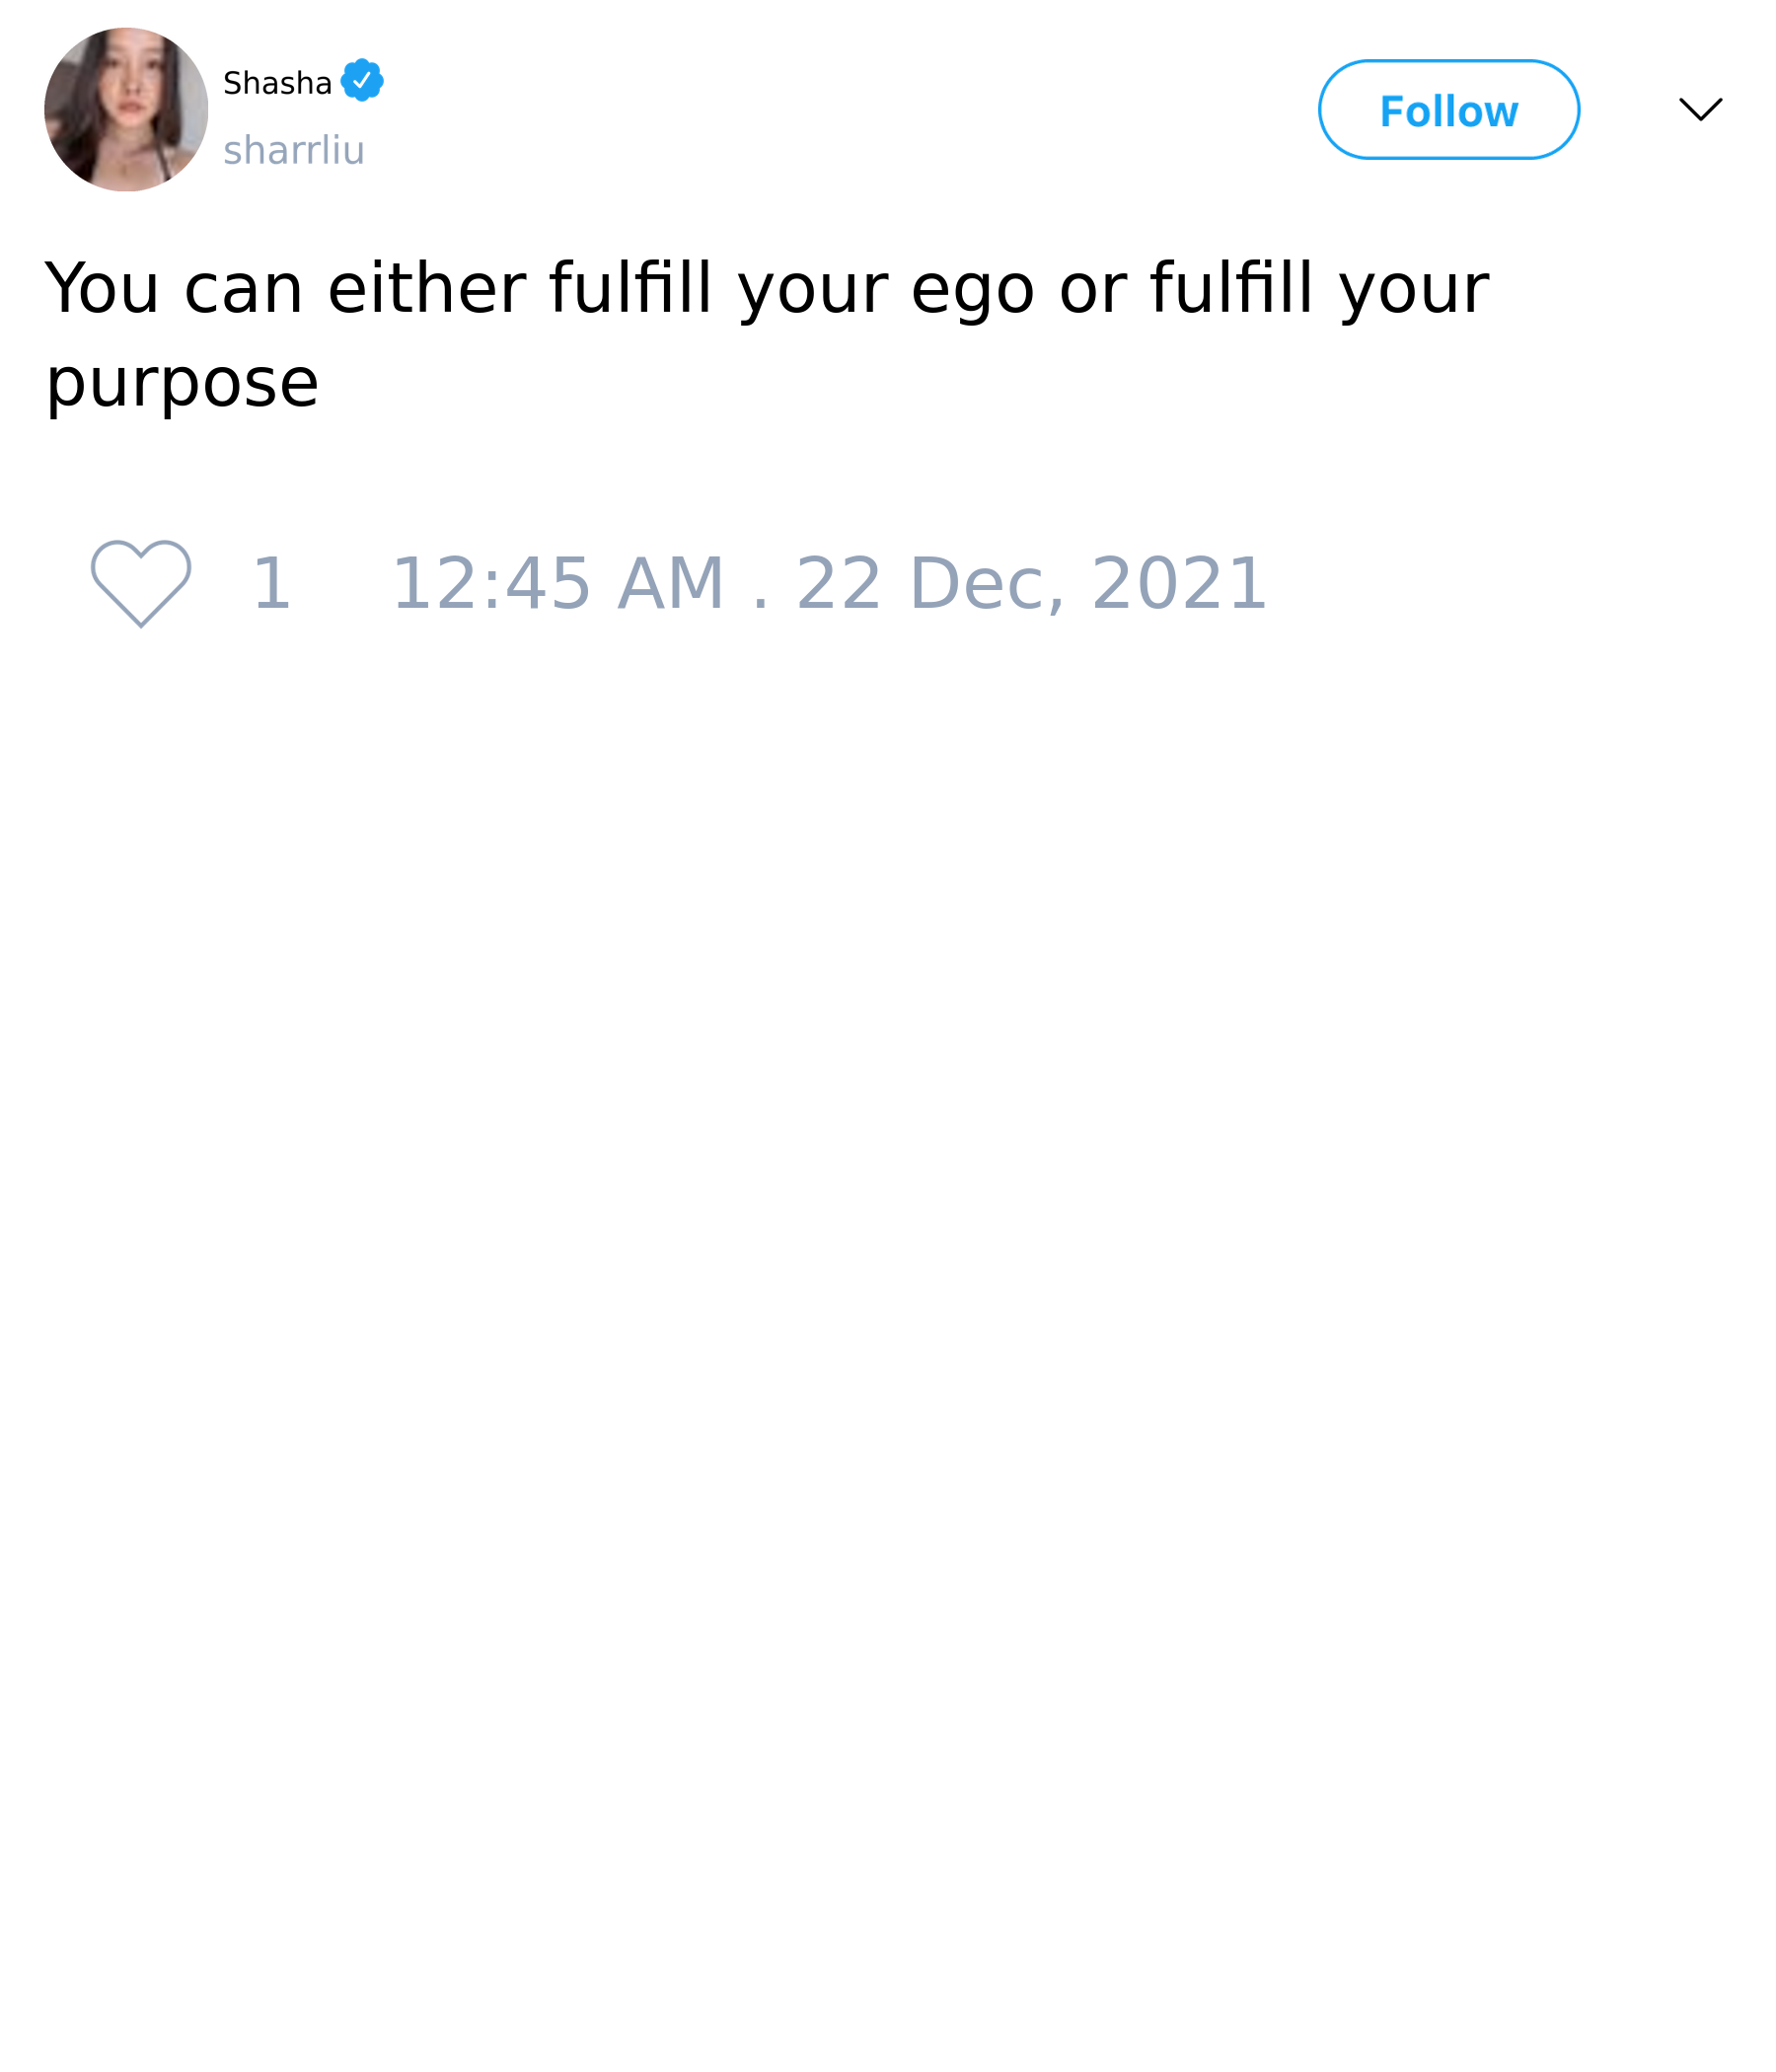 Shasha
sharrliu
Follow
You can either fulfill your ego or fulfill your
purpose
1 12:45 AM . 22 Dec, 2021